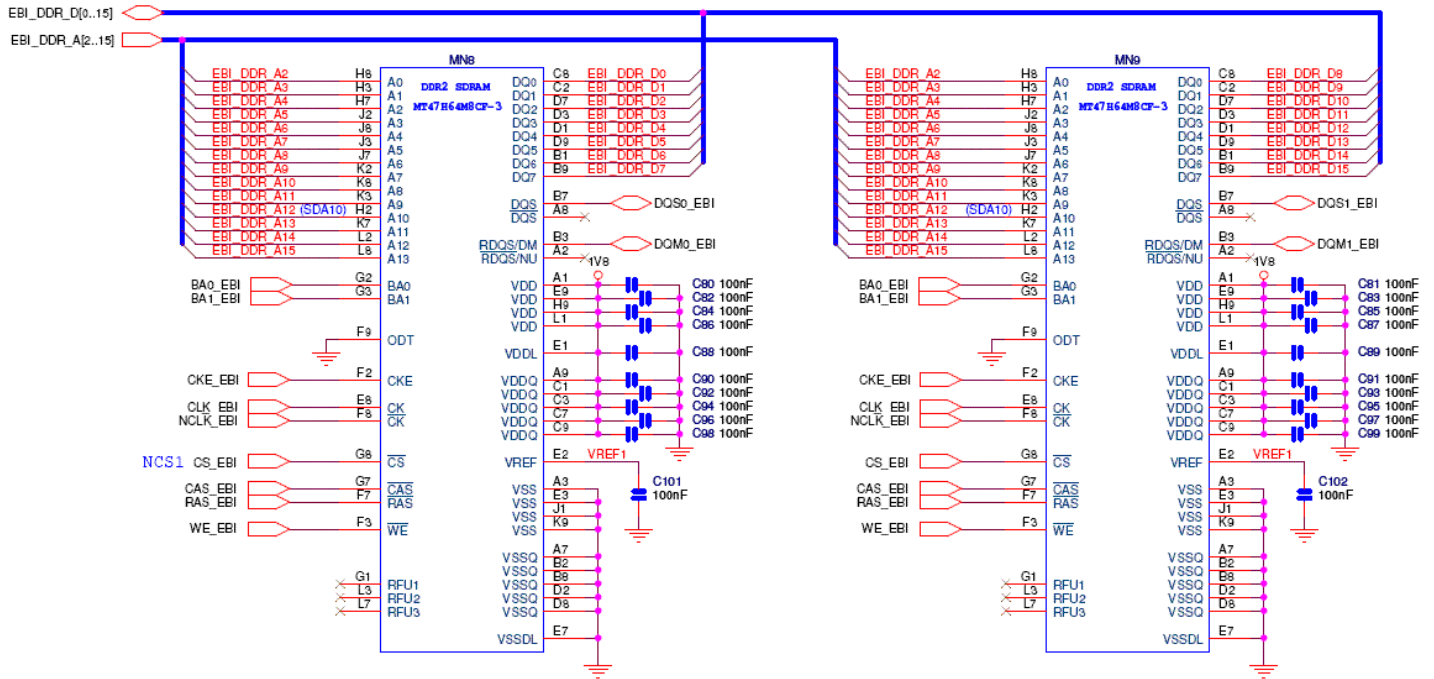 EBI_DDR_D[0..15]
EBI_DDR_A[2..15]
MN8
DDR2 SDRAM
MT47H64M8CF-3
EBI_DDR_A2 H8 A0
EBI_DDR_A3 H3 A1
EBI_DDR_A4 H7 A2
EBI_DDR_A5 J2 A3
EBI_DDR_A6 J8 A4
EBI_DDR_A7 J3 A5
EBI_DDR_A8 J7 A6
EBI_DDR_A9 K2 A7
EBI_DDR_A10 K8 A8
EBI_DDR_A11 K3 A9
EBI_DDR_A12 (SDA10) H2 A10
EBI_DDR_A13 K7 A11
EBI_DDR_A14 L2 A12
EBI_DDR_A15 L8 A13
BA0_EBI G2 BA0
BA1_EBI G3 BA1
F9 ODT
CKE_EBI F2 CKE
CLK_EBI E8 CK
NCLK_EBI F8 CK
NCS1 CS_EBI G8 CS
CAS_EBI G7 CAS
RAS_EBI F7 RAS
WE_EBI F3 WE
G1 RFU1
L3 RFU2
L7 RFU3
DQ0 C8 EBI_DDR_D0
DQ1 C2 EBI_DDR_D1
DQ2 D7 EBI_DDR_D2
DQ3 D3 EBI_DDR_D3
DQ4 D1 EBI_DDR_D4
DQ5 D9 EBI_DDR_D5
DQ6 B1 EBI_DDR_D6
DQ7 B9 EBI_DDR_D7
DQS B7 DQS0_EBI
DQS A8
RDQS/DM B3 DQM0_EBI
RDQS/NU A2
1V8
VDD A1 C80 100nF
VDD E9 C82 100nF
VDD H9 C84 100nF
VDD L1 C86 100nF
VDDL E1 C88 100nF
VDDQ A9 C90 100nF
VDDQ C1 C92 100nF
VDDQ C3 C94 100nF
VDDQ C7 C96 100nF
VDDQ C9 C98 100nF
VREF E2 VREF1
C101
100nF
VSS A3
VSS E3
VSS J1
VSS K9
VSSQ A7
VSSQ B2
VSSQ B8
VSSQ D2
VSSQ D8
VSSDL E7
MN9
DDR2 SDRAM
MT47H64M8CF-3
EBI_DDR_A2 H8 A0
EBI_DDR_A3 H3 A1
EBI_DDR_A4 H7 A2
EBI_DDR_A5 J2 A3
EBI_DDR_A6 J8 A4
EBI_DDR_A7 J3 A5
EBI_DDR_A8 J7 A6
EBI_DDR_A9 K2 A7
EBI_DDR_A10 K8 A8
EBI_DDR_A11 K3 A9
EBI_DDR_A12 (SDA10) H2 A10
EBI_DDR_A13 K7 A11
EBI_DDR_A14 L2 A12
EBI_DDR_A15 L8 A13
BA0_EBI G2 BA0
BA1_EBI G3 BA1
F9 ODT
CKE_EBI F2 CKE
CLK_EBI E8 CK
NCLK_EBI F8 CK
CS_EBI G8 CS
CAS_EBI G7 CAS
RAS_EBI F7 RAS
WE_EBI F3 WE
G1 RFU1
L3 RFU2
L7 RFU3
DQ0 C8 EBI_DDR_D8
DQ1 C2 EBI_DDR_D9
DQ2 D7 EBI_DDR_D10
DQ3 D3 EBI_DDR_D11
DQ4 D1 EBI_DDR_D12
DQ5 D9 EBI_DDR_D13
DQ6 B1 EBI_DDR_D14
DQ7 B9 EBI_DDR_D15
DQS B7 DQS1_EBI
DQS A8
RDQS/DM B3 DQM1_EBI
RDQS/NU A2
1V8
VDD A1 C81 100nF
VDD E9 C83 100nF
VDD H9 C85 100nF
VDD L1 C87 100nF
VDDL E1 C89 100nF
VDDQ A9 C91 100nF
VDDQ C1 C93 100nF
VDDQ C3 C95 100nF
VDDQ C7 C97 100nF
VDDQ C9 C99 100nF
VREF E2 VREF1
C102
100nF
VSS A3
VSS E3
VSS J1
VSS K9
VSSQ A7
VSSQ B2
VSSQ B8
VSSQ D2
VSSQ D8
VSSDL E7